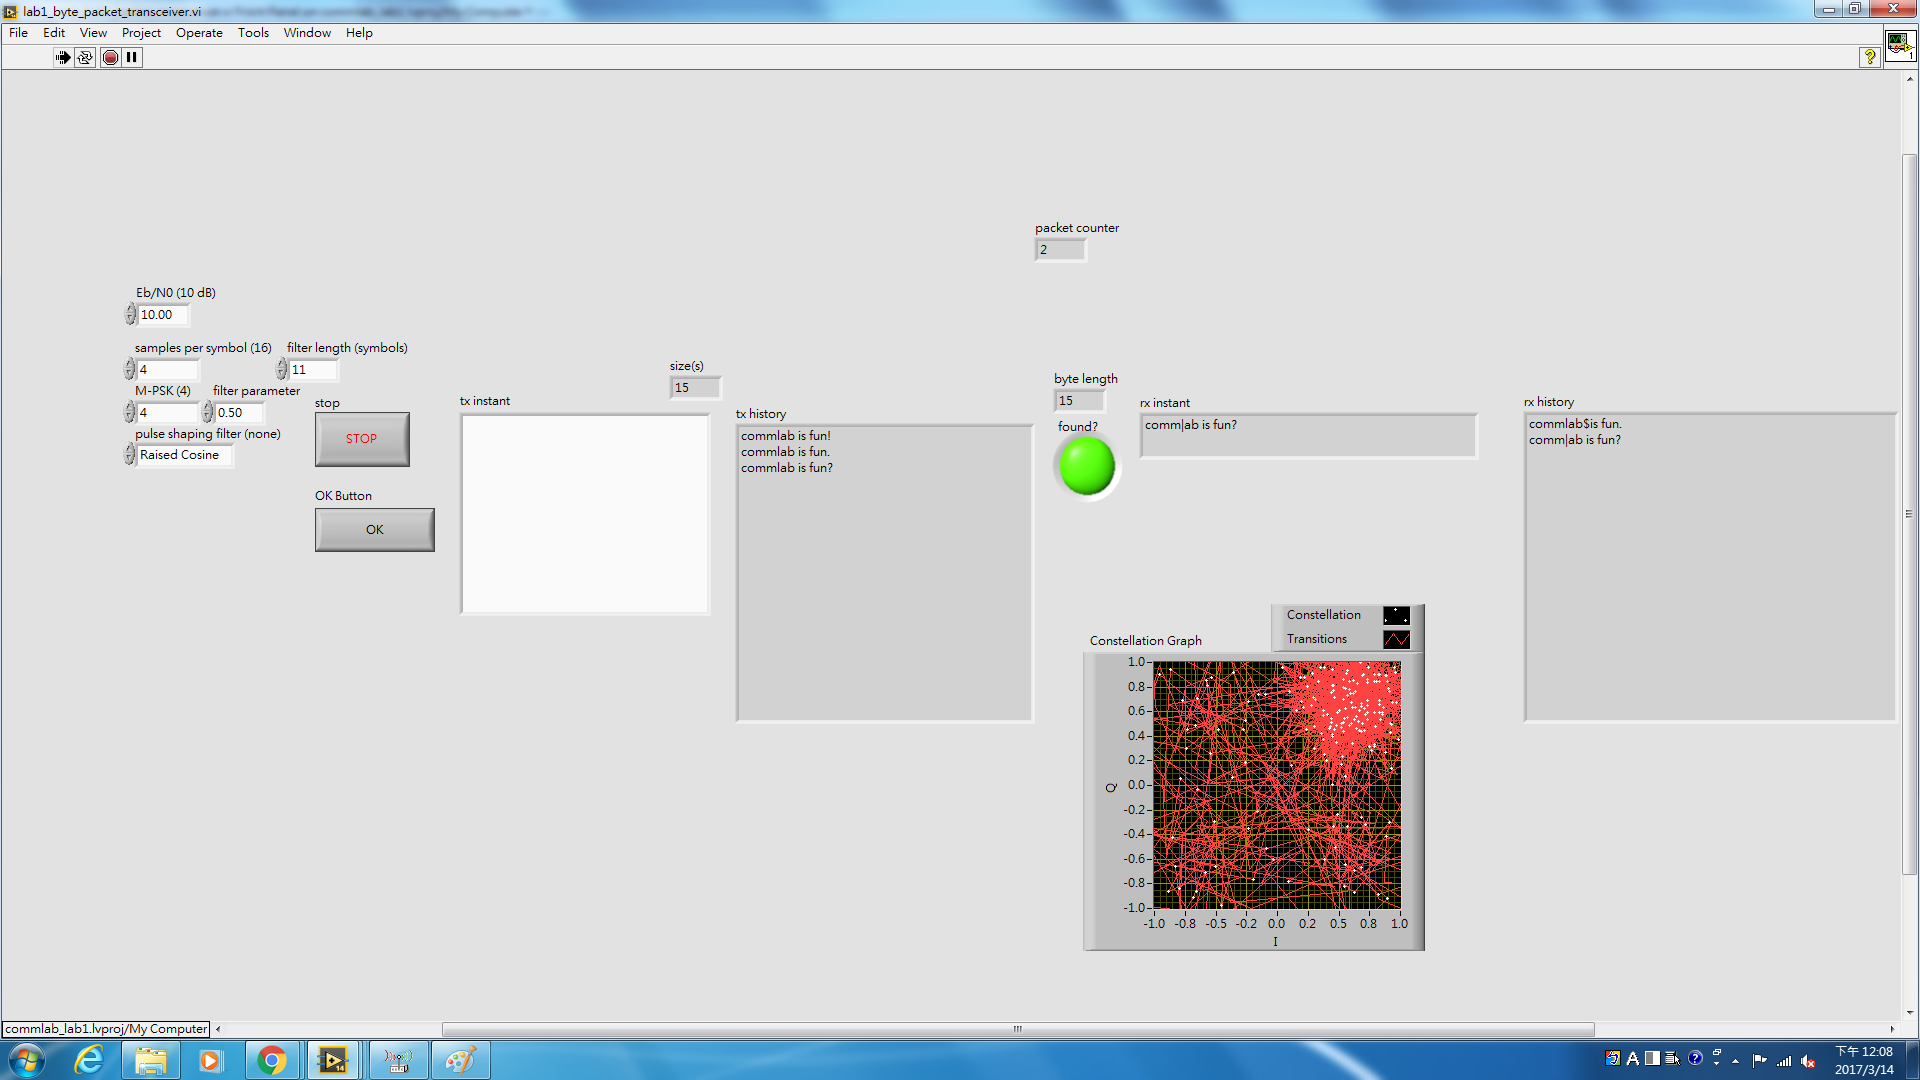 lab1_byte_packet_transceiver.vi
File Edit View Project Operate Tools Window Help
packet counter
2
Eb/N0 (10 dB)
10.00
samples per symbol (16) filter length (symbols)
4 11
M-PSK (4) filter parameter
4 0.50
pulse shaping filter (none)
Raised Cosine
stop
STOP
OK Button
OK
tx instant
size(s)
15
tx history
commlab is fun!
commlab is fun.
commlab is fun?
byte length
15
found?
rx instant
comm|ab is fun?
rx history
commlab$is fun.
comm|ab is fun?
Constellation
Transitions
Constellation Graph
1.0
0.8
0.6
0.4
0.2
0.0
-0.2
-0.4
-0.6
-0.8
-1.0
Q
-1.0 -0.8 -0.5 -0.2 0.0 0.2 0.5 0.8 1.0
I
commlab_lab1.lvproj/My Computer
下午 12:08
2017/3/14